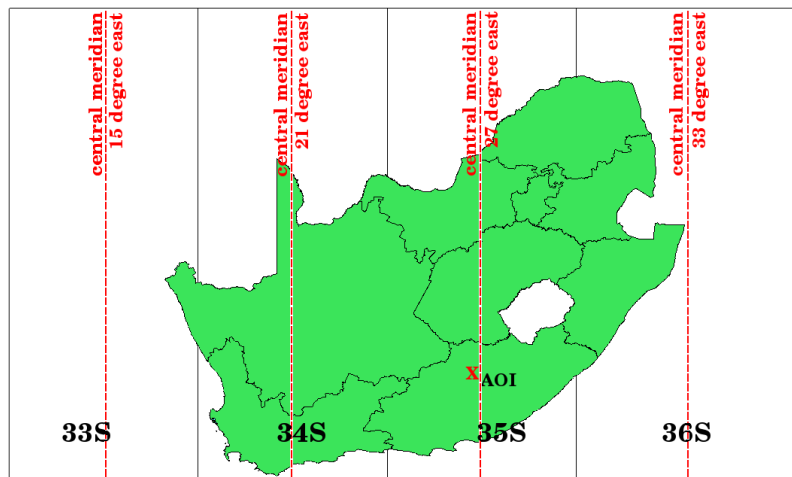 central meridian
15 degree east
central meridian
21 degree east
central meridian
27 degree east
central meridian
33 degree east
X
AOI
33S
34S
35S
36S